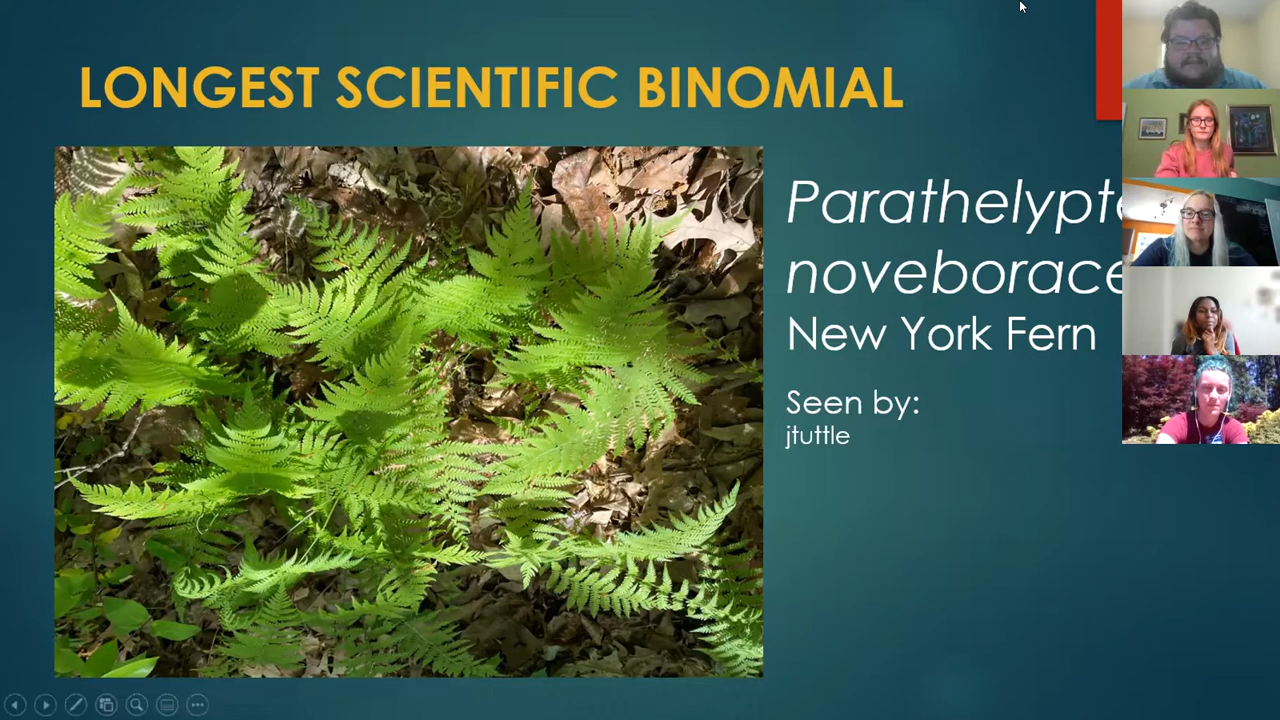 LONGEST SCIENTIFIC BINOMIAL
Parathelypte
noveborace
New York Fern
Seen by:
jtuttle